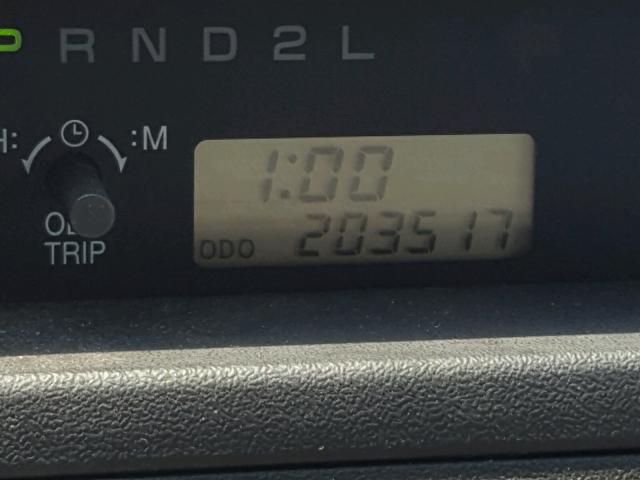 P R N D 2 L
H: :M
1:00
ODO 203517
TRIP